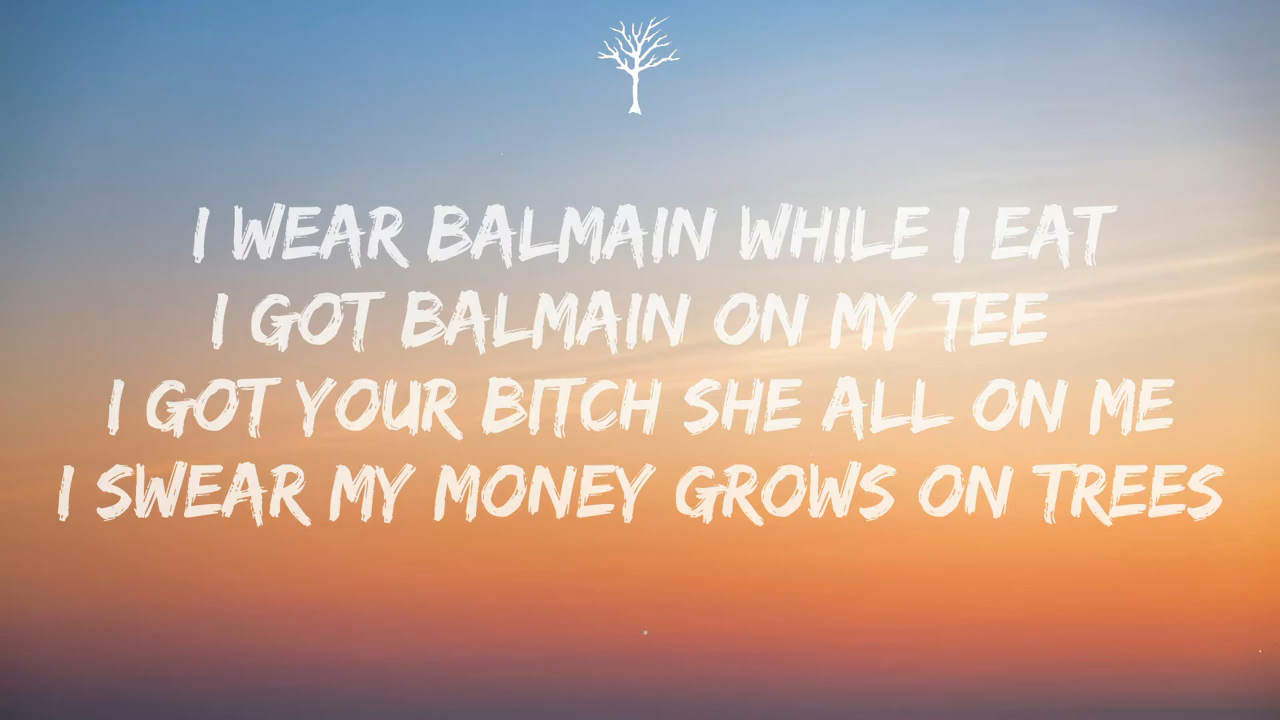 I WEAR BALMAIN WHILE I EAT
I GOT BALMAIN ON MY TEE
I GOT YOUR BITCH SHE ALL ON ME
I SWEAR MY MONEY GROWS ON TREES